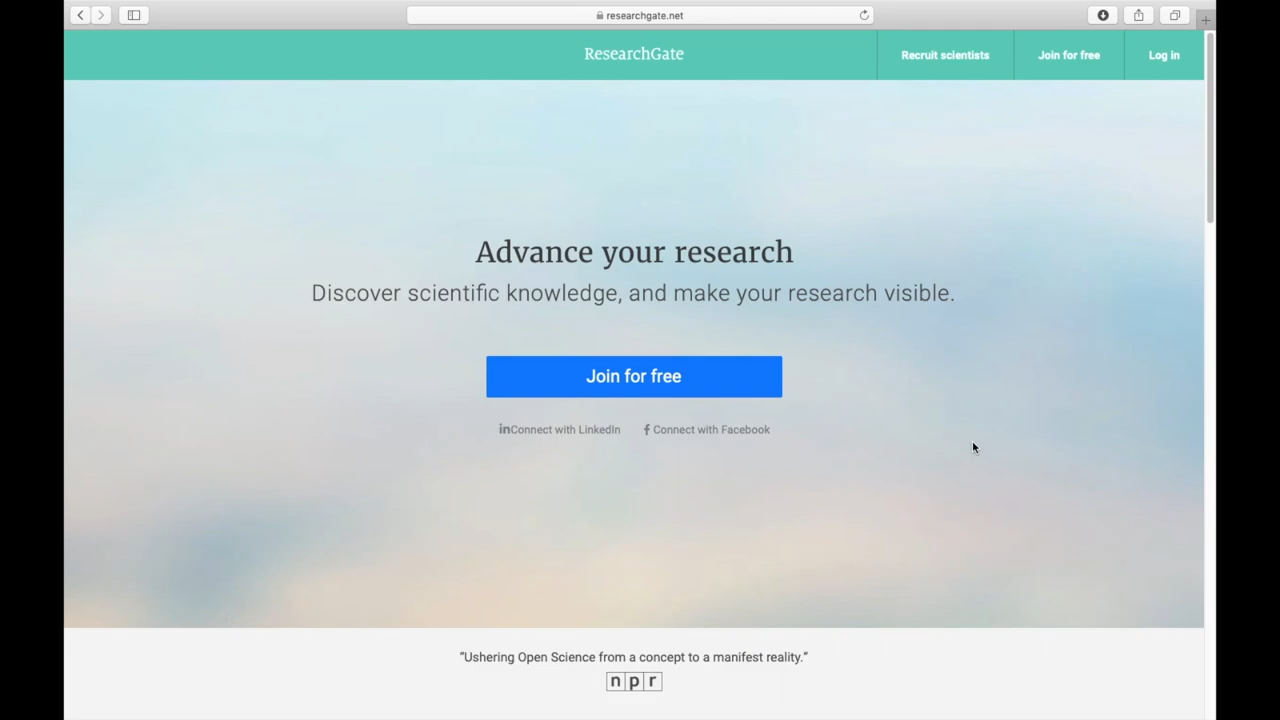 researchgate.net
ResearchGate
Recruit scientists
Join for free
Log in
Advance your research
Discover scientific knowledge, and make your research visible.
Join for free
in Connect with LinkedIn
f Connect with Facebook
"Ushering Open Science from a concept to a manifest reality."
npr